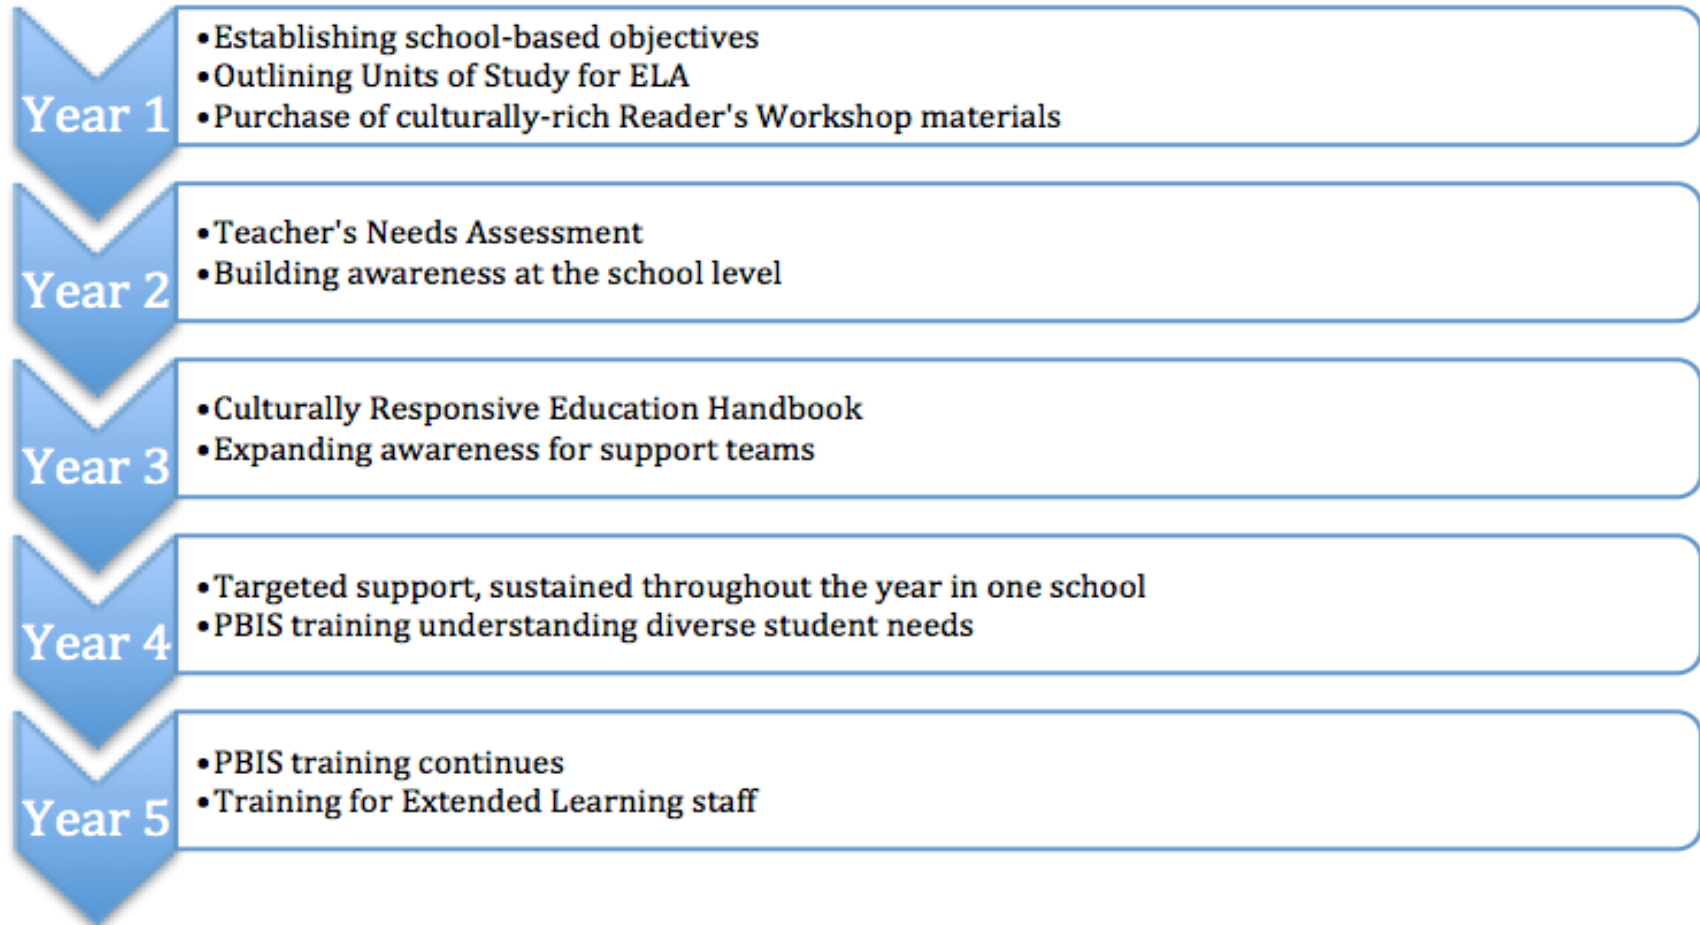 Year 1
•Establishing school-based objectives
•Outlining Units of Study for ELA
•Purchase of culturally-rich Reader's Workshop materials
Year 2
•Teacher's Needs Assessment
•Building awareness at the school level
Year 3
•Culturally Responsive Education Handbook
•Expanding awareness for support teams
Year 4
•Targeted support, sustained throughout the year in one school
•PBIS training understanding diverse student needs
Year 5
•PBIS training continues
•Training for Extended Learning staff